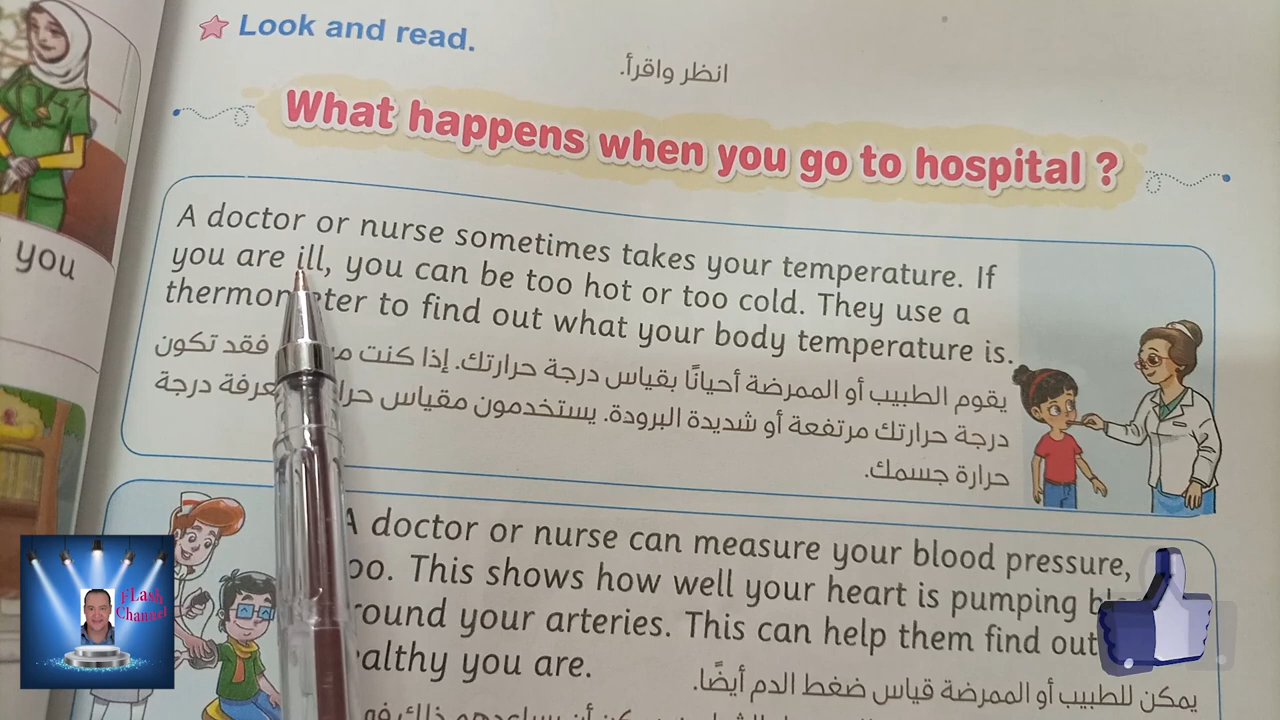 Look and read.
انظر واقرأ.
What happens when you go to hospital ?
A doctor or nurse sometimes takes your temperature. If
you are ill, you can be too hot or too cold. They use a
to find out what your body temperature is.
يقوم الطبيب أو الممرضة أحيانًا بقياس درجة حرارتك. إذا كنت فقد تكون
درجة حرارتك مرتفعة أو شديدة البرودة. يستخدمون مقياس درجة
حرارة جسمك.
you
A doctor or nurse can measure your blood pressure,
This shows how well your heart is pumping
your arteries. This can help them find out
you are.
يمكن للطبيب أو الممرضة قياس ضغط الدم أيضًا.
FLash
Channel